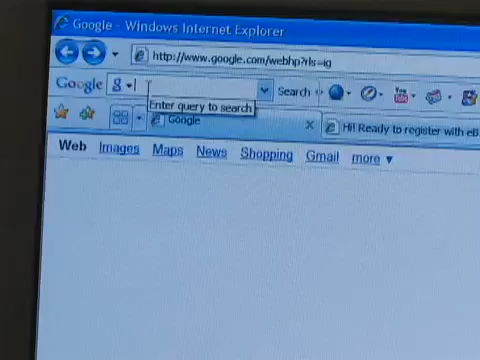 Google - Windows Internet Explorer
http://www.google.com/webhp?rls=ig
Google g Search
Enter query to search
Google Hi! Ready to register with eB
Web Images Maps News Shopping Gmail more ▼